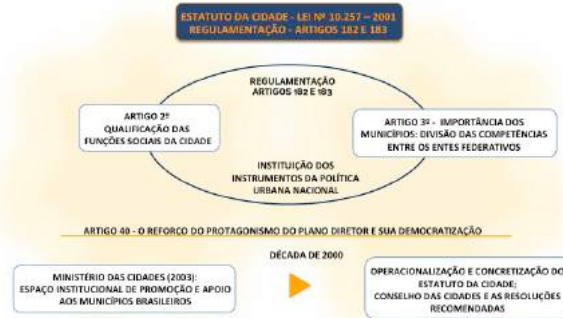 ESTATUTO DA CIDADE - LEI Nº 10.257 – 2001
REGULAMENTAÇÃO - ARTIGOS 182 E 183
REGULAMENTAÇÃO
ARTIGOS 182 E 183
ARTIGO 2º
QUALIFICAÇÃO DAS
FUNÇÕES SOCIAIS DA CIDADE
ARTIGO 3º - IMPORTÂNCIA DOS
MUNICÍPIOS: DIVISÃO DAS COMPETÊNCIAS
ENTRE OS ENTES FEDERATIVOS
INSTITUIÇÃO DOS
INSTRUMENTOS DA POLÍTICA
URBANA NACIONAL
ARTIGO 40 - O REFORÇO DO PROTAGONISMO DO PLANO DIRETOR E SUA DEMOCRATIZAÇÃO
DÉCADA DE 2000
MINISTÉRIO DAS CIDADES (2003):
ESPAÇO INSTITUCIONAL DE PROMOÇÃO E APOIO
AOS MUNICÍPIOS BRASILEIROS
OPERACIONALIZAÇÃO E CONCRETIZAÇÃO DO
ESTATUTO DA CIDADE;
CONSELHO DAS CIDADES E AS RESOLUÇÕES
RECOMENDADAS